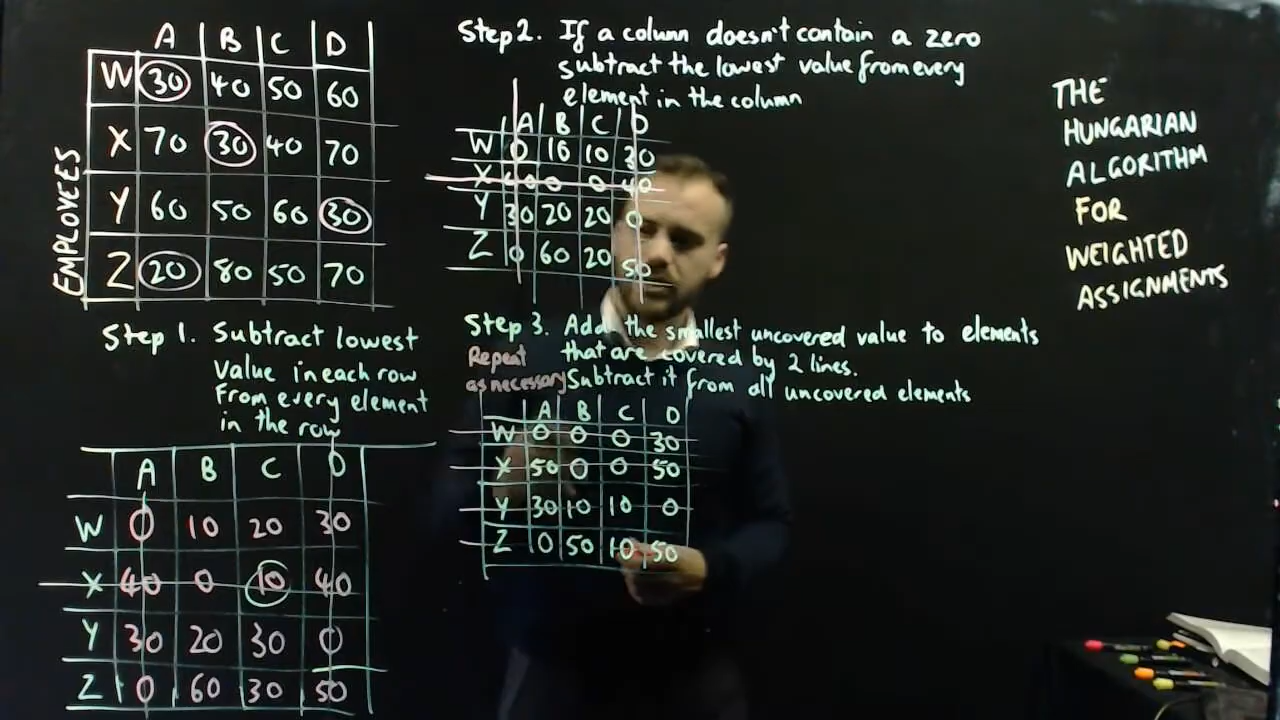 A B C D
W 30 40 50 60
X 70 30 40 70
Y 60 50 60 30
Z 20 80 50 70
EMPLOYEES
Step 1. Subtract lowest
value in each row
From every element
in the row
A B C D
W 0 10 20 30
X 40 0 10 40
Y 30 20 30 0
Z 0 60 30 50
Step 2. If a column doesn't contain a zero
subtract the lowest value from every
element in the column
A B C D
W 0 10 10 30
X 40 0 0 40
Y 30 20 20 0
Z 0 60 20 50
Step 3. Add the smallest uncovered value to elements
Repeat that are covered by 2 lines.
as necessary Subtract it from all uncovered elements
A B C D
W 0 0 0 30
X 50 0 0 50
Y 30 10 10 0
Z 0 50 10 50
THE
HUNGARIAN
ALGORITHM
FOR
WEIGHTED
ASSIGNMENTS